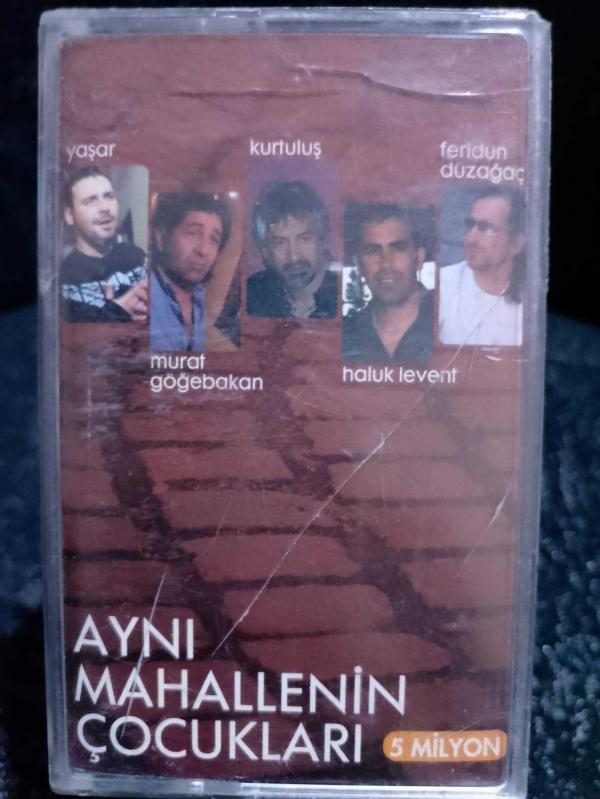 yaşar
kurtuluş
feridun
düzağaç
murat
göğebakan
haluk levent
AYNI
MAHALLENİN
ÇOCUKLARI
5 MİLYON